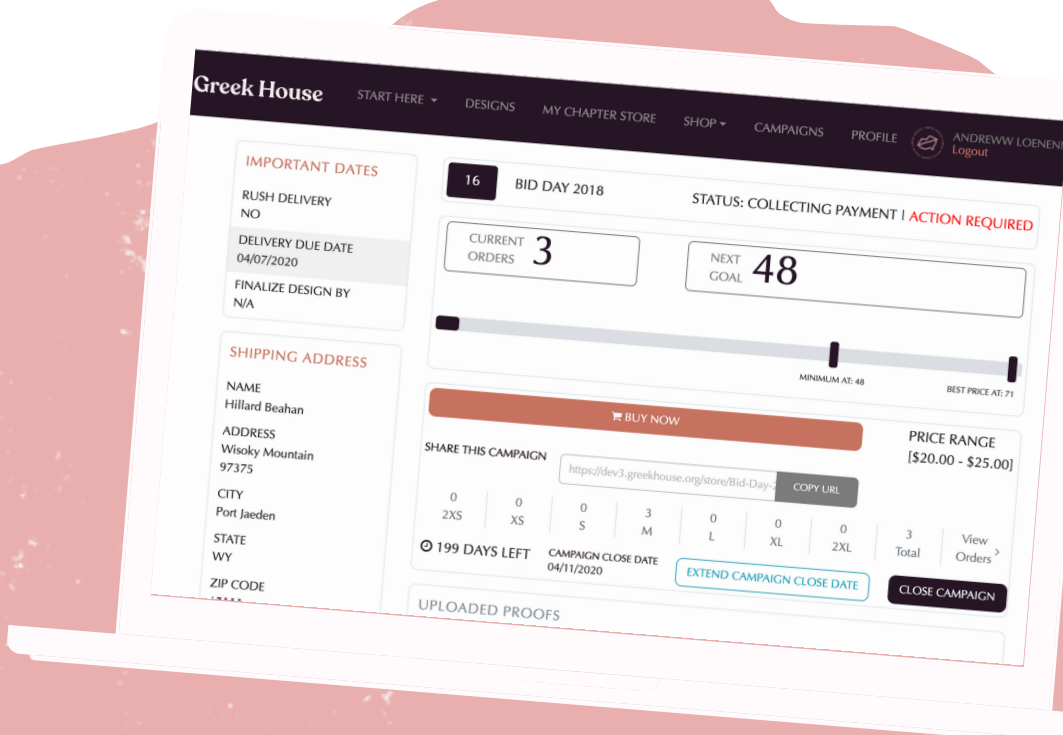 Greek House
START HERE
DESIGNS
MY CHAPTER STORE
SHOP
CAMPAIGNS
PROFILE
ANDREWW
Logout
IMPORTANT DATES
RUSH DELIVERY
NO
DELIVERY DUE DATE
04/07/2020
FINALIZE DESIGN BY
N/A
SHIPPING ADDRESS
NAME
Hillard Beahan
ADDRESS
Wisoky Mountain
97375
CITY
Port Jaeden
STATE
WY
ZIP CODE
16 BID DAY 2018
STATUS: COLLECTING PAYMENT | ACTION REQUIRED
CURRENT
ORDERS
3
NEXT
GOAL
48
MINIMUM AT: 48
BEST PRICE AT: 71
BUY NOW
PRICE RANGE
[$20.00 - $25.00]
SHARE THIS CAMPAIGN
https://dev3.greekhouse.org/store/Bid-Day-
COPY URL
0
2XS
0
XS
0
S
3
M
0
L
0
XL
0
2XL
3
Total
View
Orders >
199 DAYS LEFT
CAMPAIGN CLOSE DATE
04/11/2020
EXTEND CAMPAIGN CLOSE DATE
CLOSE CAMPAIGN
UPLOADED PROOFS